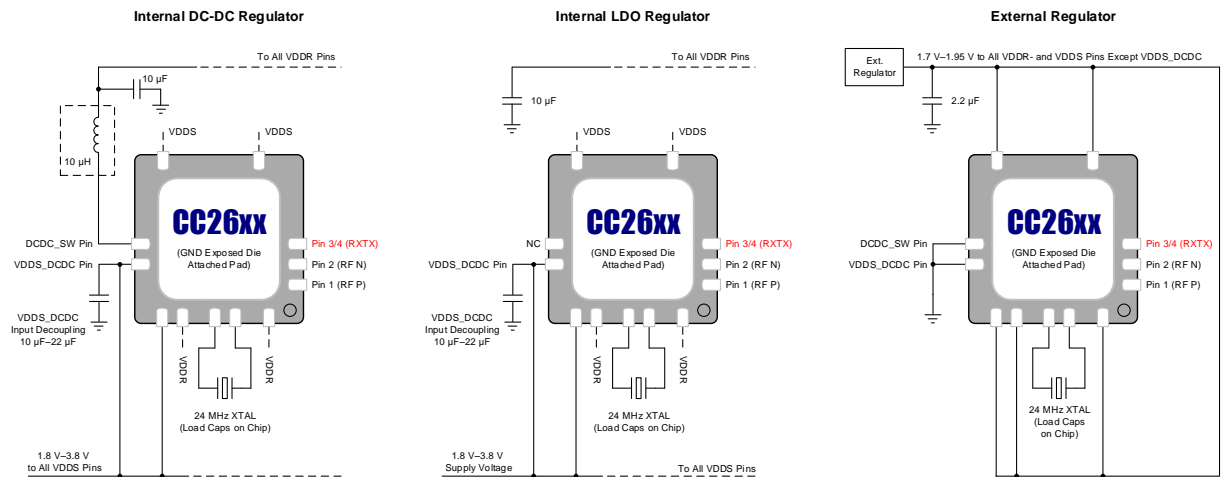 Internal DC-DC Regulator
To All VDDR Pins
10 µF
10 µH
VDDS
VDDS
CC26xx
(GND Exposed Die
Attached Pad)
DCDC_SW Pin
VDDS_DCDC Pin
Pin 3/4 (RXTX)
Pin 2 (RF N)
Pin 1 (RF P)
VDDS_DCDC
Input Decoupling
10 µF–22 µF
VDDR
VDDR
24 MHz XTAL
(Load Caps on Chip)
1.8 V–3.8 V
to All VDDS Pins
Internal LDO Regulator
To All VDDR Pins
10 µF
VDDS
VDDS
CC26xx
(GND Exposed Die
Attached Pad)
NC
VDDS_DCDC Pin
Pin 3/4 (RXTX)
Pin 2 (RF N)
Pin 1 (RF P)
VDDS_DCDC
Input Decoupling
10 µF–22 µF
VDDR
VDDR
24 MHz XTAL
(Load Caps on Chip)
1.8 V–3.8 V
Supply Voltage
To All VDDS Pins
External Regulator
Ext.
Regulator
1.7 V–1.95 V to All VDDR- and VDDS Pins Except VDDS_DCDC
2.2 µF
CC26xx
(GND Exposed Die
Attached Pad)
DCDC_SW Pin
VDDS_DCDC Pin
Pin 3/4 (RXTX)
Pin 2 (RF N)
Pin 1 (RF P)
24 MHz XTAL
(Load Caps
on Chip)